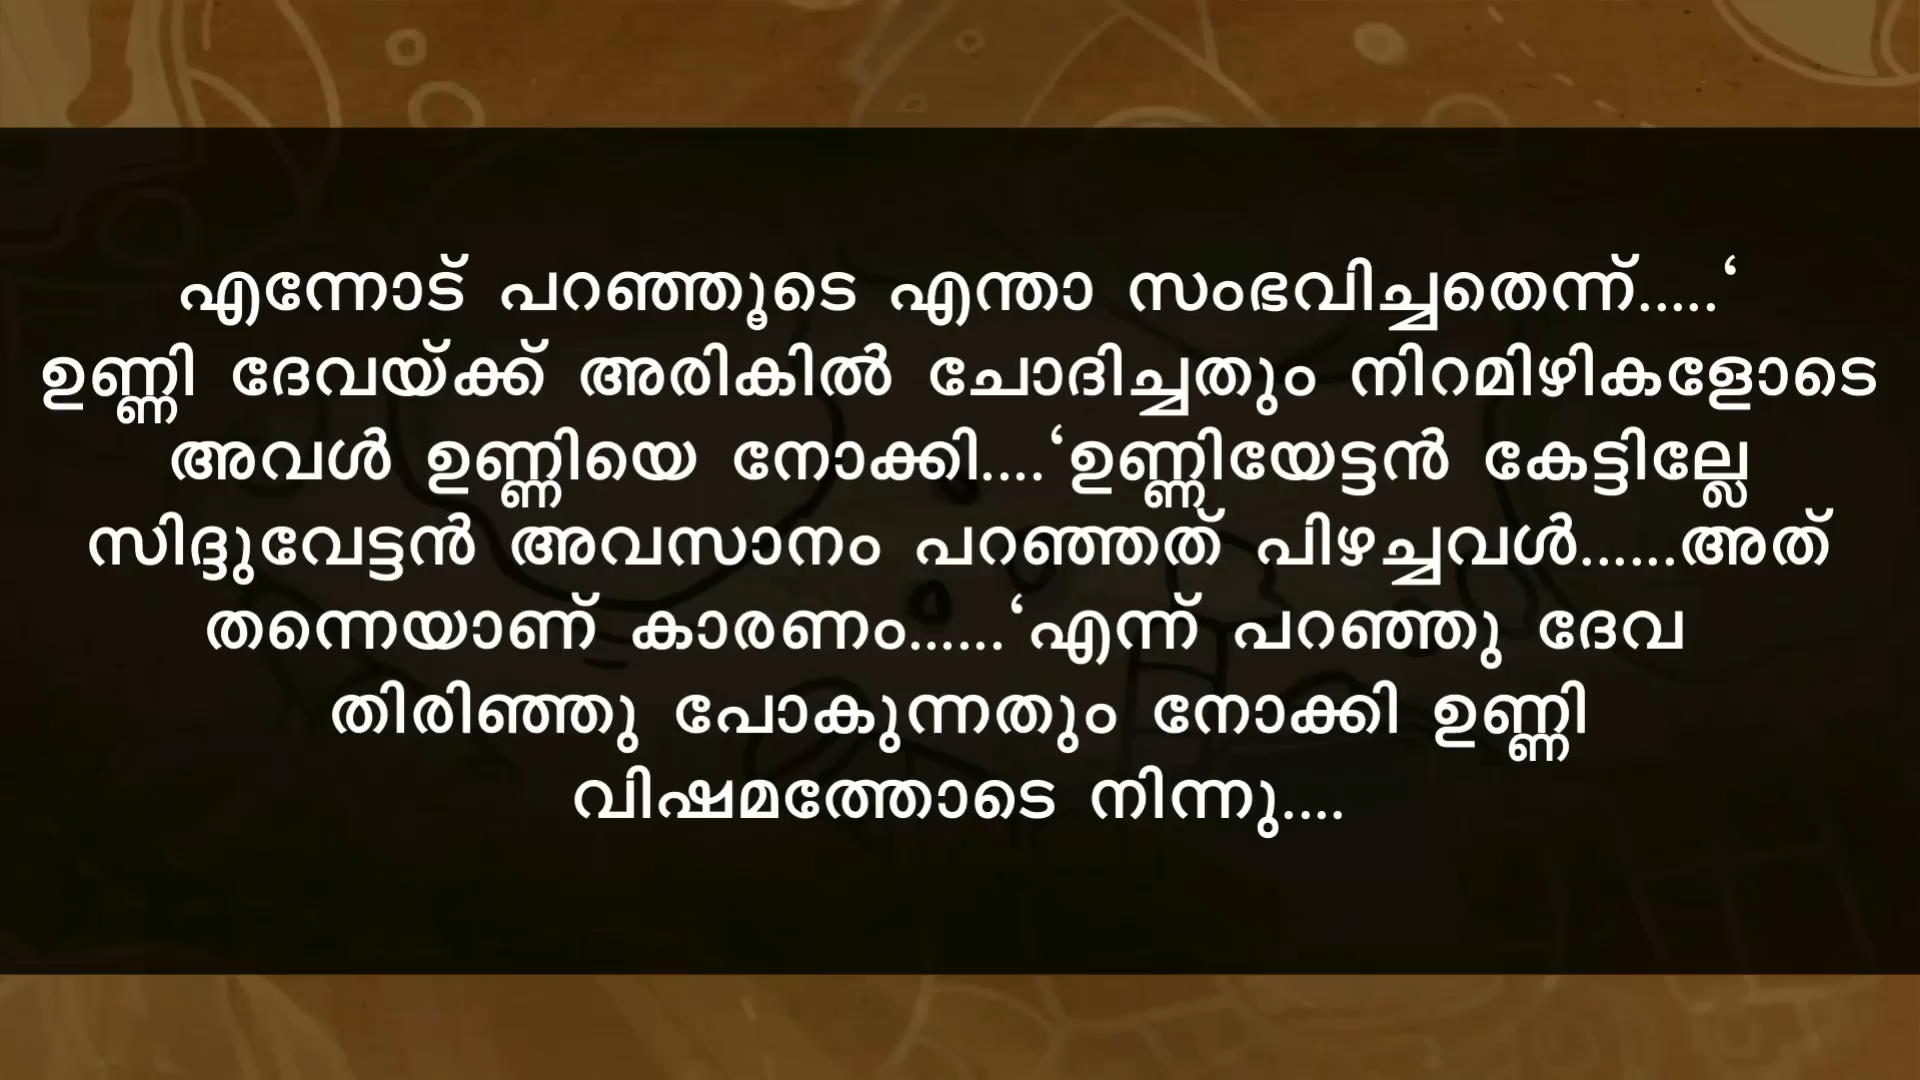 എന്നോട് പറഞ്ഞൂടെ എന്താ സംഭവിച്ചതെന്ന്.....‘
ഉണ്ണി ദേവയ്ക്ക് അരികിൽ ചോദിച്ചതും നിറമിഴികളോടെ
അവൾ ഉണ്ണിയെ നോക്കി....‘ഉണ്ണിയേട്ടൻ കേട്ടില്ലേ
സിദ്ദുവേട്ടൻ അവസാനം പറഞ്ഞത് പിഴച്ചവൾ......അത്
തന്നെയാണ് കാരണം......‘എന്ന് പറഞ്ഞു ദേവ
തിരിഞ്ഞു പോകുന്നതും നോക്കി ഉണ്ണി
വിഷമത്തോടെ നിന്നു....